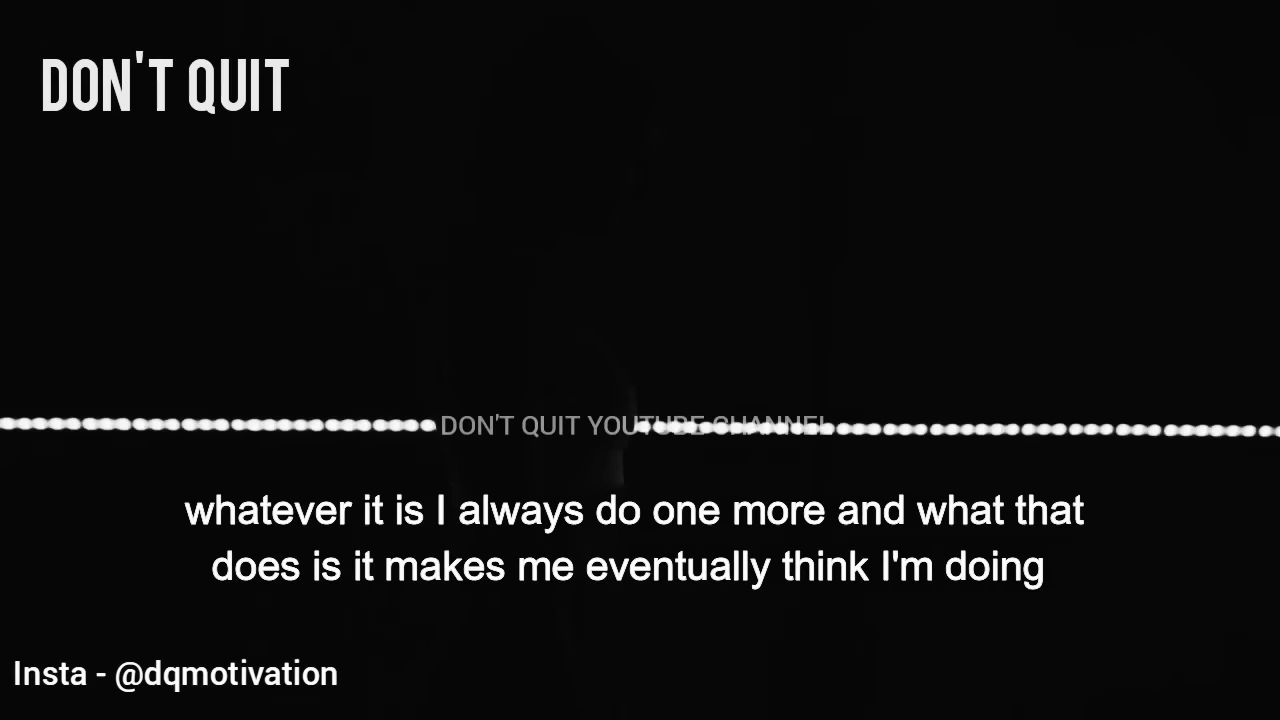 DON'T QUIT
DON'T QUIT YOUTUBE CHANNEL
whatever it is I always do one more and what that
does is it makes me eventually think I'm doing
Insta - @dqmotivation